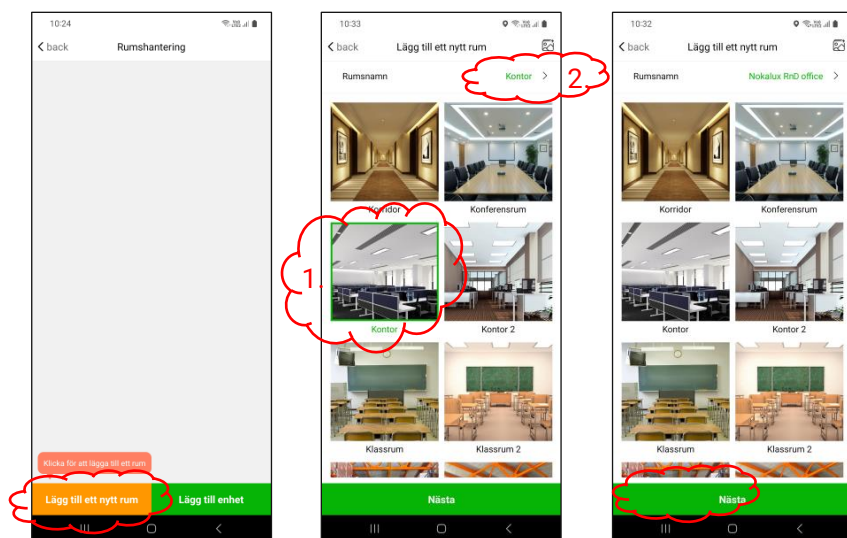 10:24
back
Rumshantering
Klicka för att lägga till ett rum
Lägg till ett nytt rum
Lägg till enhet
10:33
back
Lägg till ett nytt rum
Rumsnamn
Kontor
2.
Korridor
Konferensrum
1.
Kontor
Kontor 2
Klassrum
Klassrum 2
Nästa
10:32
back
Lägg till ett nytt rum
Rumsnamn
Nokalux RnD office
Korridor
Konferensrum
Kontor
Kontor 2
Klassrum
Klassrum 2
Nästa